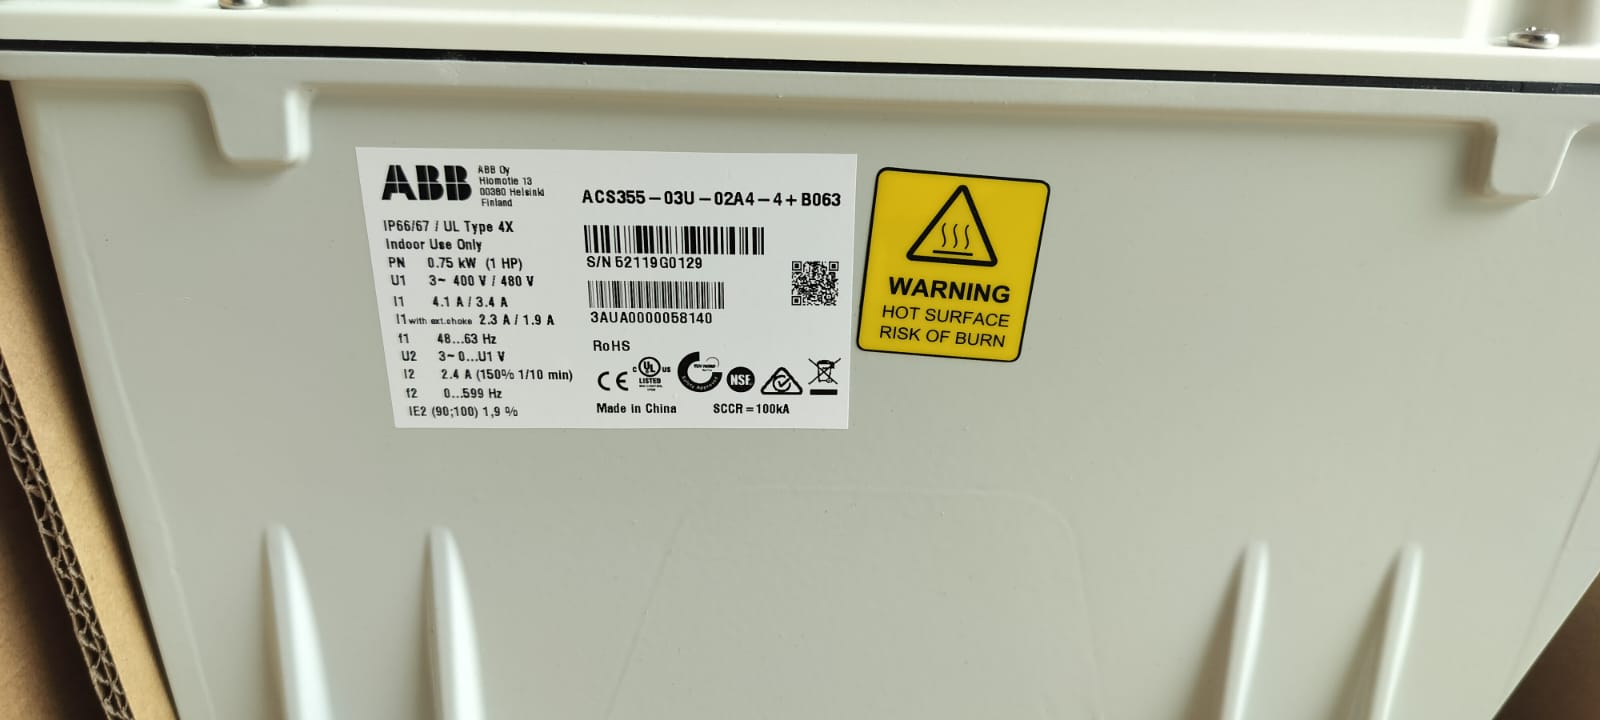 ABB
ABB Oy
Hiomotie 13
00380 Helsinki
Finland
ACS355-03U-02A4-4+B063
IP66/67 / UL Type 4X
Indoor Use Only
PN 0.75 kW (1 HP)
U1 3~ 400 V / 480 V
I1 4.1 A / 3.4 A
I1 with ext.choke 2.3 A / 1.9 A
f1 48...63 Hz
U2 3~0...U1 V
I2 2.4 A (150% 1/10 min)
f2 0...599 Hz
IE2 (90;100) 1,9 %
S/N 52119G0129
3AUA0000058140
RoHS
CE
C UL US
LISTED
NSF
Made in China SCCR=100kA
WARNING
HOT SURFACE
RISK OF BURN